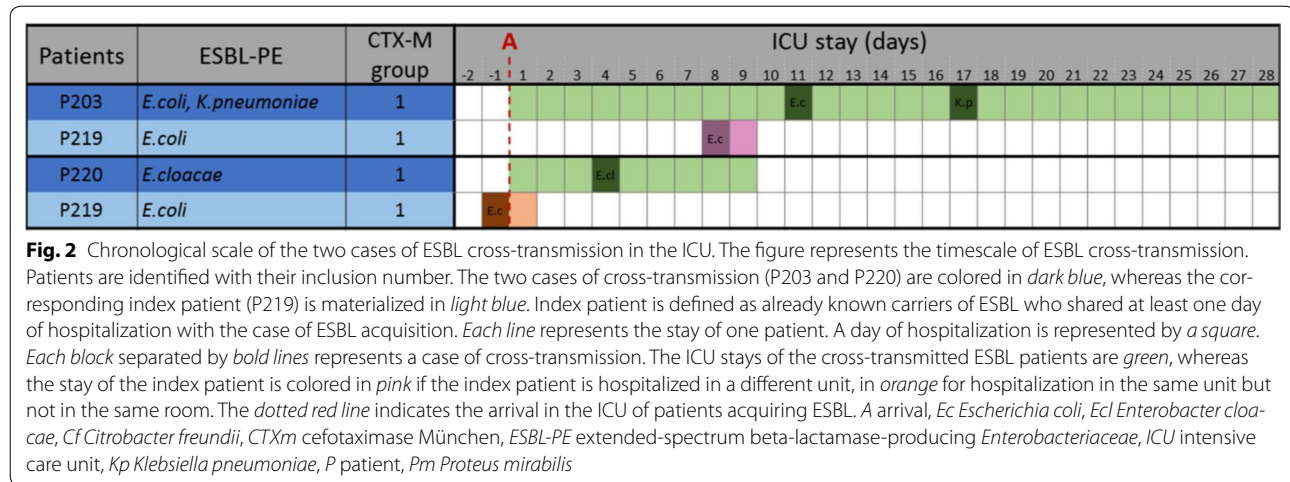 Patients ESBL-PE CTX-M group A ICU stay (days)
-2 -1 1 2 3 4 5 6 7 8 9 10 11 12 13 14 15 16 17 18 19 20 21 22 23 24 25 26 27 28
P203 E.coli, K.pneumoniae 1 E.c K.p
P219 E.coli 1 E.c
P220 E.cloacae 1 E.cl
P219 E.coli 1 E.c
Fig. 2 Chronological scale of the two cases of ESBL cross-transmission in the ICU. The figure represents the timescale of ESBL cross-transmission.
Patients are identified with their inclusion number. The two cases of cross-transmission (P203 and P220) are colored in dark blue, whereas the cor-
responding index patient (P219) is materialized in light blue. Index patient is defined as already known carriers of ESBL who shared at least one day
of hospitalization with the case of ESBL acquisition. Each line represents the stay of one patient. A day of hospitalization is represented by a square.
Each block separated by bold lines represents a case of cross-transmission. The ICU stays of the cross-transmitted ESBL patients are green, whereas
the stay of the index patient is colored in pink if the index patient is hospitalized in a different unit, in orange for hospitalization in the same unit but
not in the same room. The dotted red line indicates the arrival in the ICU of patients acquiring ESBL. A arrival, Ec Escherichia coli, Ecl Enterobacter cloa-
cae, Cf Citrobacter freundii, CTXm cefotaximase München, ESBL-PE extended-spectrum beta-lactamase-producing Enterobacteriaceae, ICU intensive
care unit, Kp Klebsiella pneumoniae, P patient, Pm Proteus mirabilis